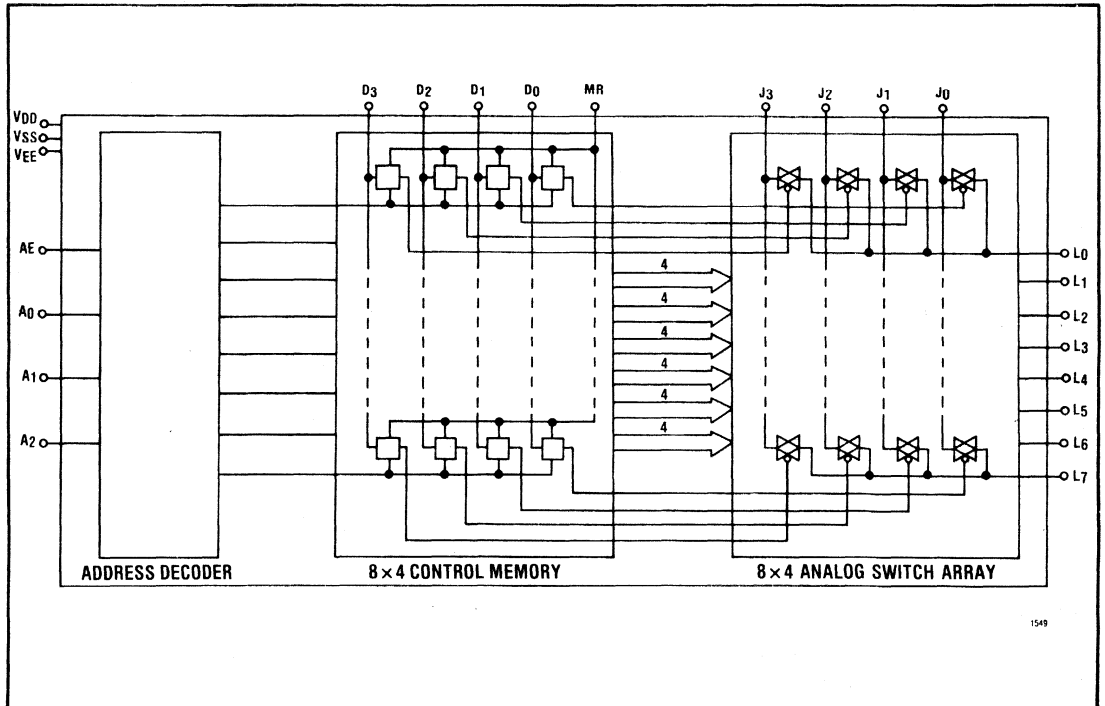 D3 D2 D1 D0 MR J3 J2 J1 J0
VDD
VSS
VEE
AE
A0
A1
A2
4
4
4
4
4
4
L0
L1
L2
L3
L4
L5
L6
L7
ADDRESS DECODER 8 × 4 CONTROL MEMORY 8 × 4 ANALOG SWITCH ARRAY
1549